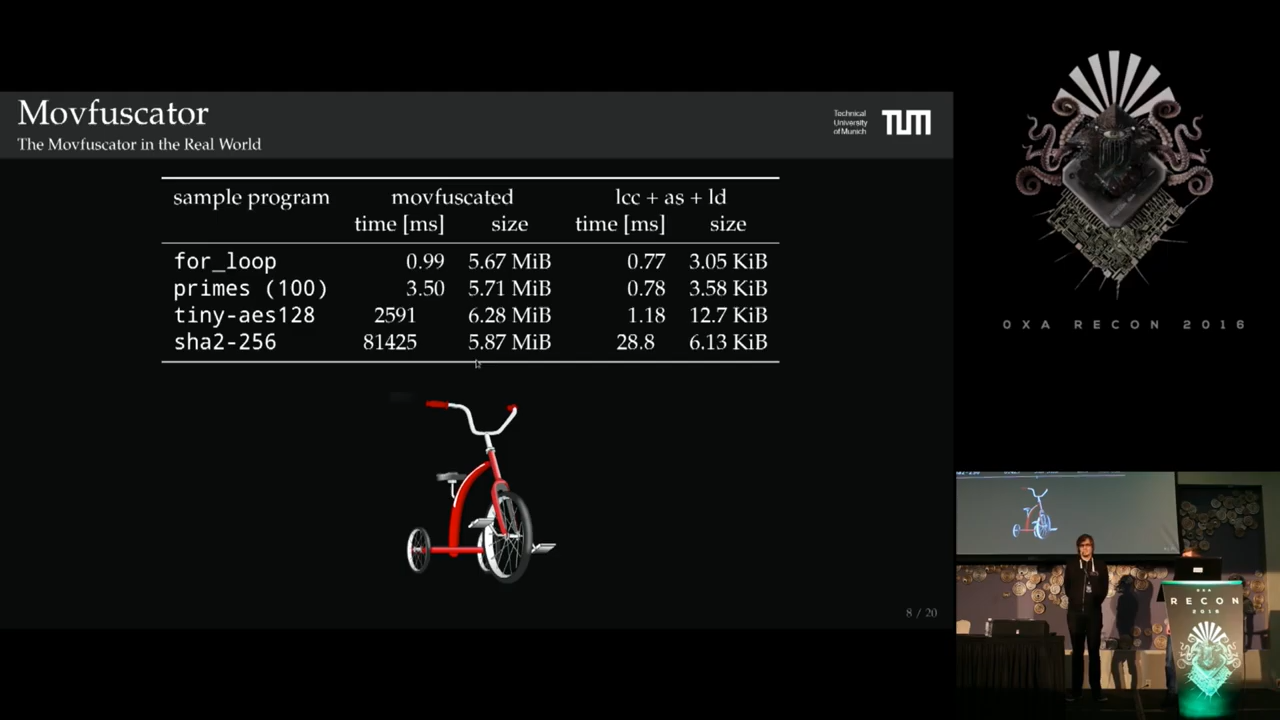 Movfuscator
The Movfuscator in the Real World
Technical
University
of Munich
TUM
sample program movfuscated lcc + as + ld
time [ms] size time [ms] size
for_loop 0.99 5.67 MiB 0.77 3.05 KiB
primes (100) 3.50 5.71 MiB 0.78 3.58 KiB
tiny-aes128 2591 6.28 MiB 1.18 12.7 KiB
sha2-256 81425 5.87 MiB 28.8 6.13 KiB
8 / 20
0XA RECON 2016
RECON
2016